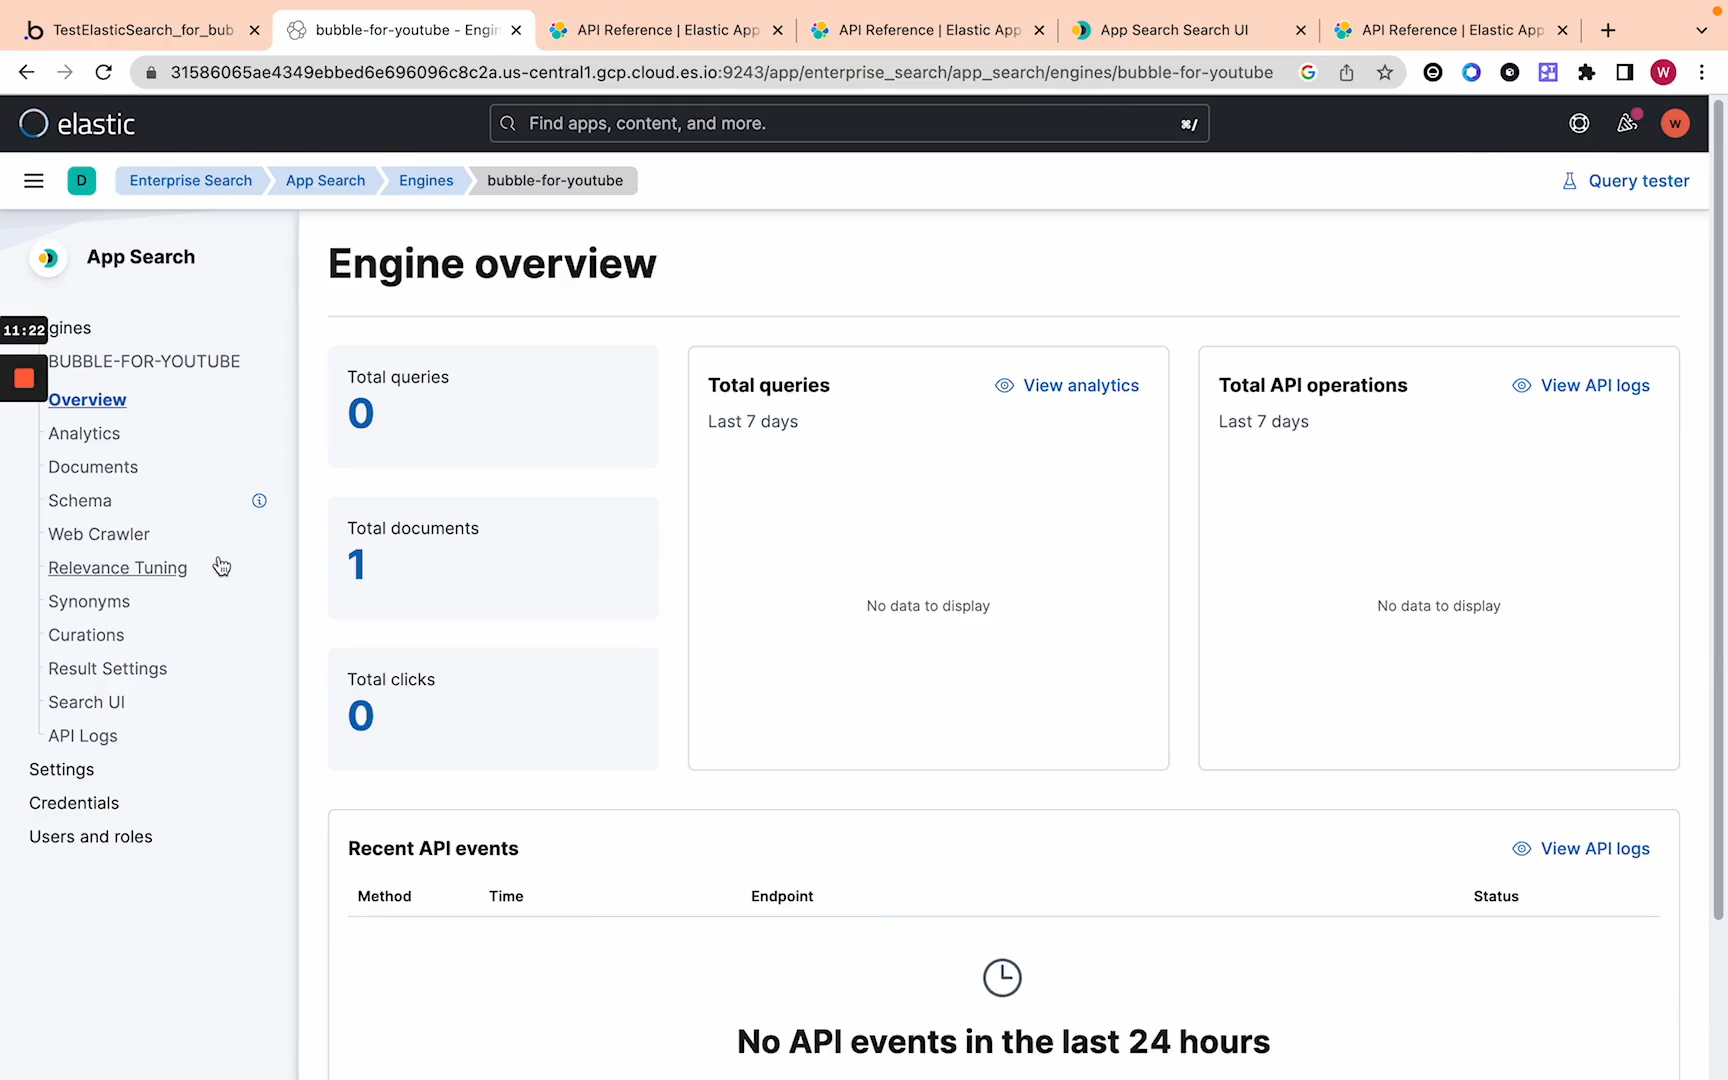 TestElasticSearch_for_bub
bubble-for-youtube - Engin
API Reference | Elastic App
API Reference | Elastic App
App Search Search UI
API Reference | Elastic App
31586065ae4349ebbed6e696096c8c2a.us-central1.gcp.cloud.es.io:9243/app/enterprise_search/app_search/engines/bubble-for-youtube
W
elastic
Find apps, content, and more.
⌘/
W
D
Enterprise Search
App Search
Engines
bubble-for-youtube
Query tester
App Search
11:22
gines
BUBBLE-FOR-YOUTUBE
Overview
Analytics
Documents
Schema
Web Crawler
Relevance Tuning
Synonyms
Curations
Result Settings
Search UI
API Logs
Settings
Credentials
Users and roles
Engine overview
Total queries
0
Total documents
1
Total clicks
0
Total queries
View analytics
Last 7 days
No data to display
Total API operations
View API logs
Last 7 days
No data to display
Recent API events
View API logs
Method Time Endpoint Status
No API events in the last 24 hours